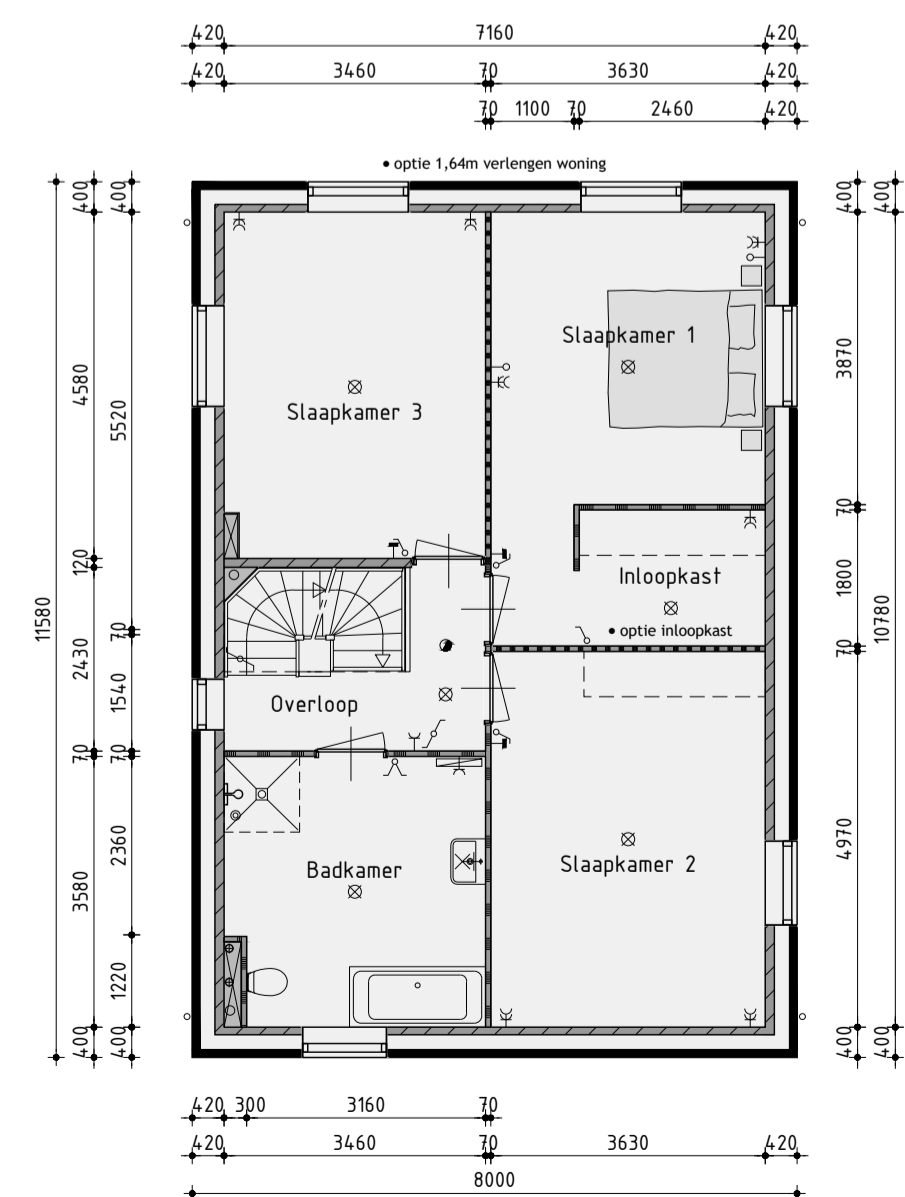 420 7160 420
420 3460 70 3630 420
70 1100 70 2460 420
• optie 1,64m verlengen woning
11580
400 4580 120 2430 70 3580 400
400 5520 70 1540 70 2360 1220 400
Slaapkamer 1
Slaapkamer 3
Inloopkast
• optie inloopkast
Overloop
Badkamer
Slaapkamer 2
400 3870 70 1800 70 4970 400
400 10780 400
420 300 3160 70
420 3460 70 3630 420
8000